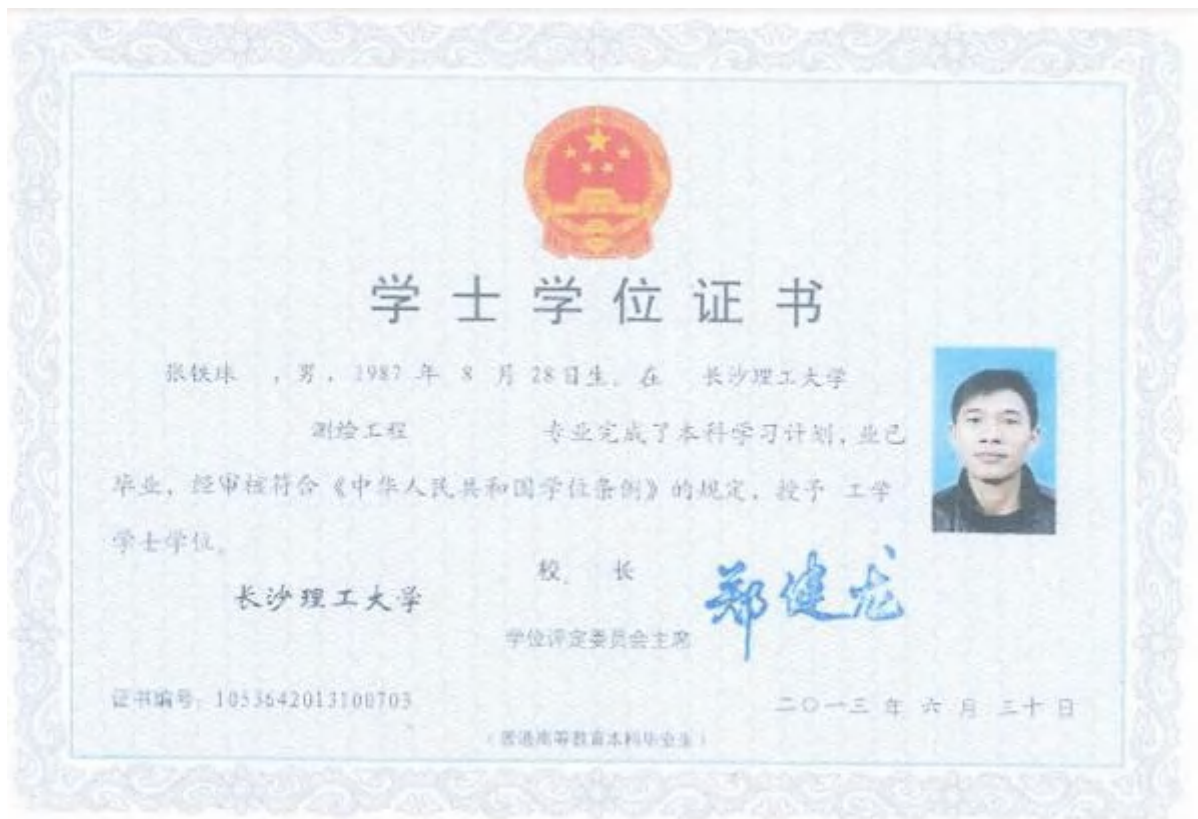 学士学位证书
张铁球 ，男，1987 年 8 月 28日生。在 长沙理工大学
测绘工程 专业完成了本科学习计划，业已
毕业，经审核符合《中华人民共和国学位条例》的规定，授予 工学
学士学位。
校 长 郑健龙
长沙理工大学
学位评定委员会主席
证书编号：1053642013100703
二〇一三 年 六 月 三十 日
（普通高等教育本科毕业生）